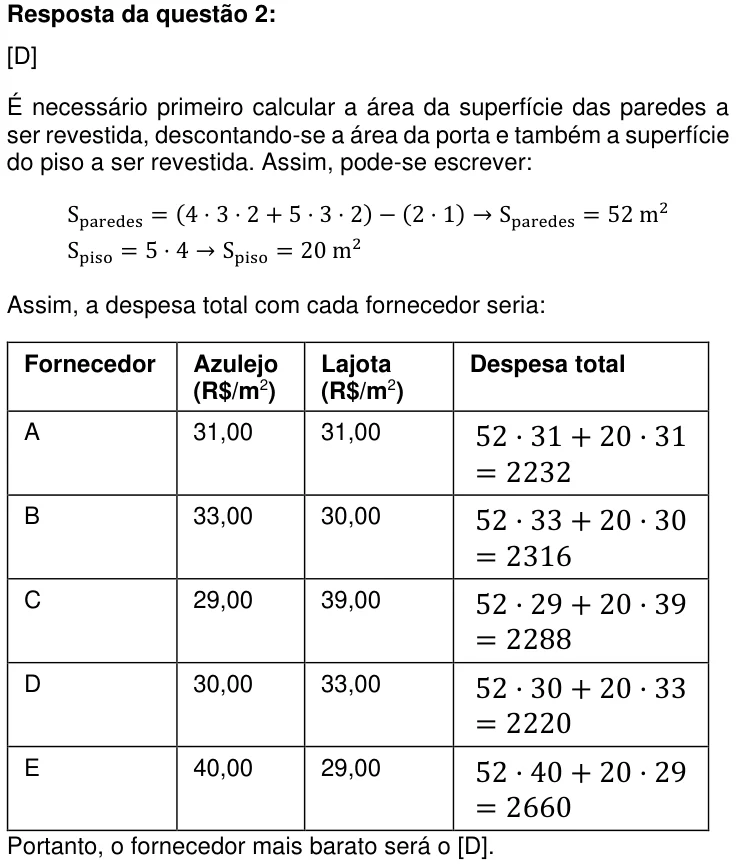 Resposta da questão 2:
[D]
É necessário primeiro calcular a área da superfície das paredes a
ser revestida, descontando-se a área da porta e também a superfície
do piso a ser revestida. Assim, pode-se escrever:
S_paredes = (4 · 3 · 2 + 5 · 3 · 2) − (2 · 1) → S_paredes = 52 m²
S_piso = 5 · 4 → S_piso = 20 m²
Assim, a despesa total com cada fornecedor seria:
Fornecedor Azulejo (R$/m²) Lajota (R$/m²) Despesa total
A 31,00 31,00 52 · 31 + 20 · 31
= 2232
B 33,00 30,00 52 · 33 + 20 · 30
= 2316
C 29,00 39,00 52 · 29 + 20 · 39
= 2288
D 30,00 33,00 52 · 30 + 20 · 33
= 2220
E 40,00 29,00 52 · 40 + 20 · 29
= 2660
Portanto, o fornecedor mais barato será o [D].